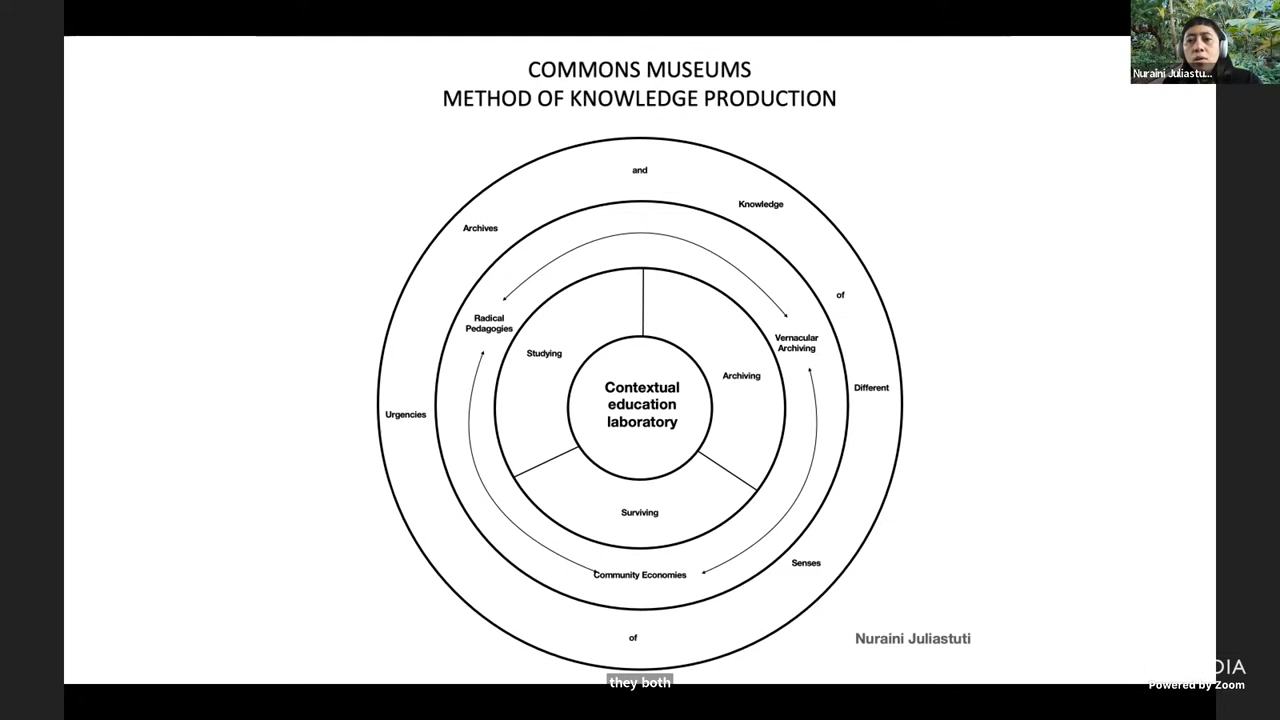 COMMONS MUSEUMS
METHOD OF KNOWLEDGE PRODUCTION
Nuraini Juliastu...
and
Knowledge
Archives
of
Radical
Pedagogies
Vernacular
Archiving
Studying
Archiving
Different
Urgencies
Contextual
education
laboratory
Surviving
Community Economies
Senses
of
Nuraini Juliastuti
they both
DIA
Powered by Zoom